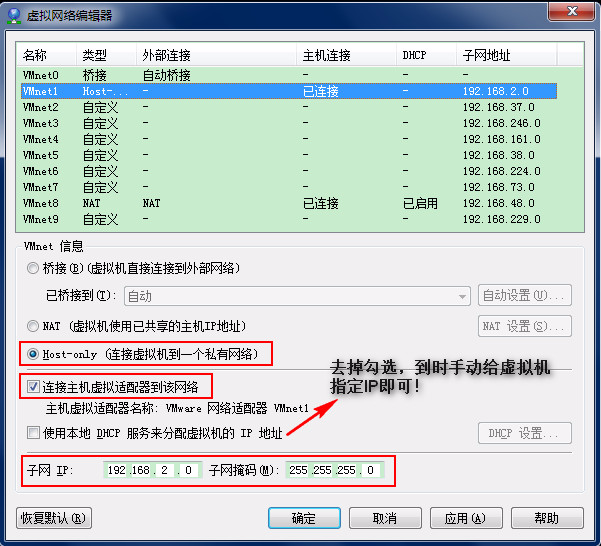 虚拟网络编辑器
名称 类型 外部连接 主机连接 DHCP 子网地址
VMnet0 桥接 自动桥接 - - -
VMnet1 Host-... - 已连接 - 192.168.2.0
VMnet2 自定义 - - - 192.168.37.0
VMnet3 自定义 - - - 192.168.246.0
VMnet4 自定义 - - - 192.168.161.0
VMnet5 自定义 - - - 192.168.38.0
VMnet6 自定义 - - - 192.168.224.0
VMnet7 自定义 - - - 192.168.73.0
VMnet8 NAT NAT 已连接 已启用 192.168.48.0
VMnet9 自定义 - - - 192.168.229.0
VMnet 信息
桥接(B)(虚拟机直接连接到外部网络)
已桥接到(T): 自动 自动设置(U)...
NAT (虚拟机使用已共享的主机IP地址) NAT 设置(S)...
Host-only (连接虚拟机到一个私有网络)
去掉勾选，到时手动给虚拟机
指定IP即可！
连接主机虚拟适配器到该网络
主机虚拟适配器名称: VMware 网络适配器 VMnet1
使用本地 DHCP 服务来分配虚拟机的 IP 地址 DHCP 设置...
子网 IP: 192 .168 . 2 . 0 子网掩码(M): 255 .255 .255 . 0
恢复默认(R) 确定 取消 应用(A) 帮助